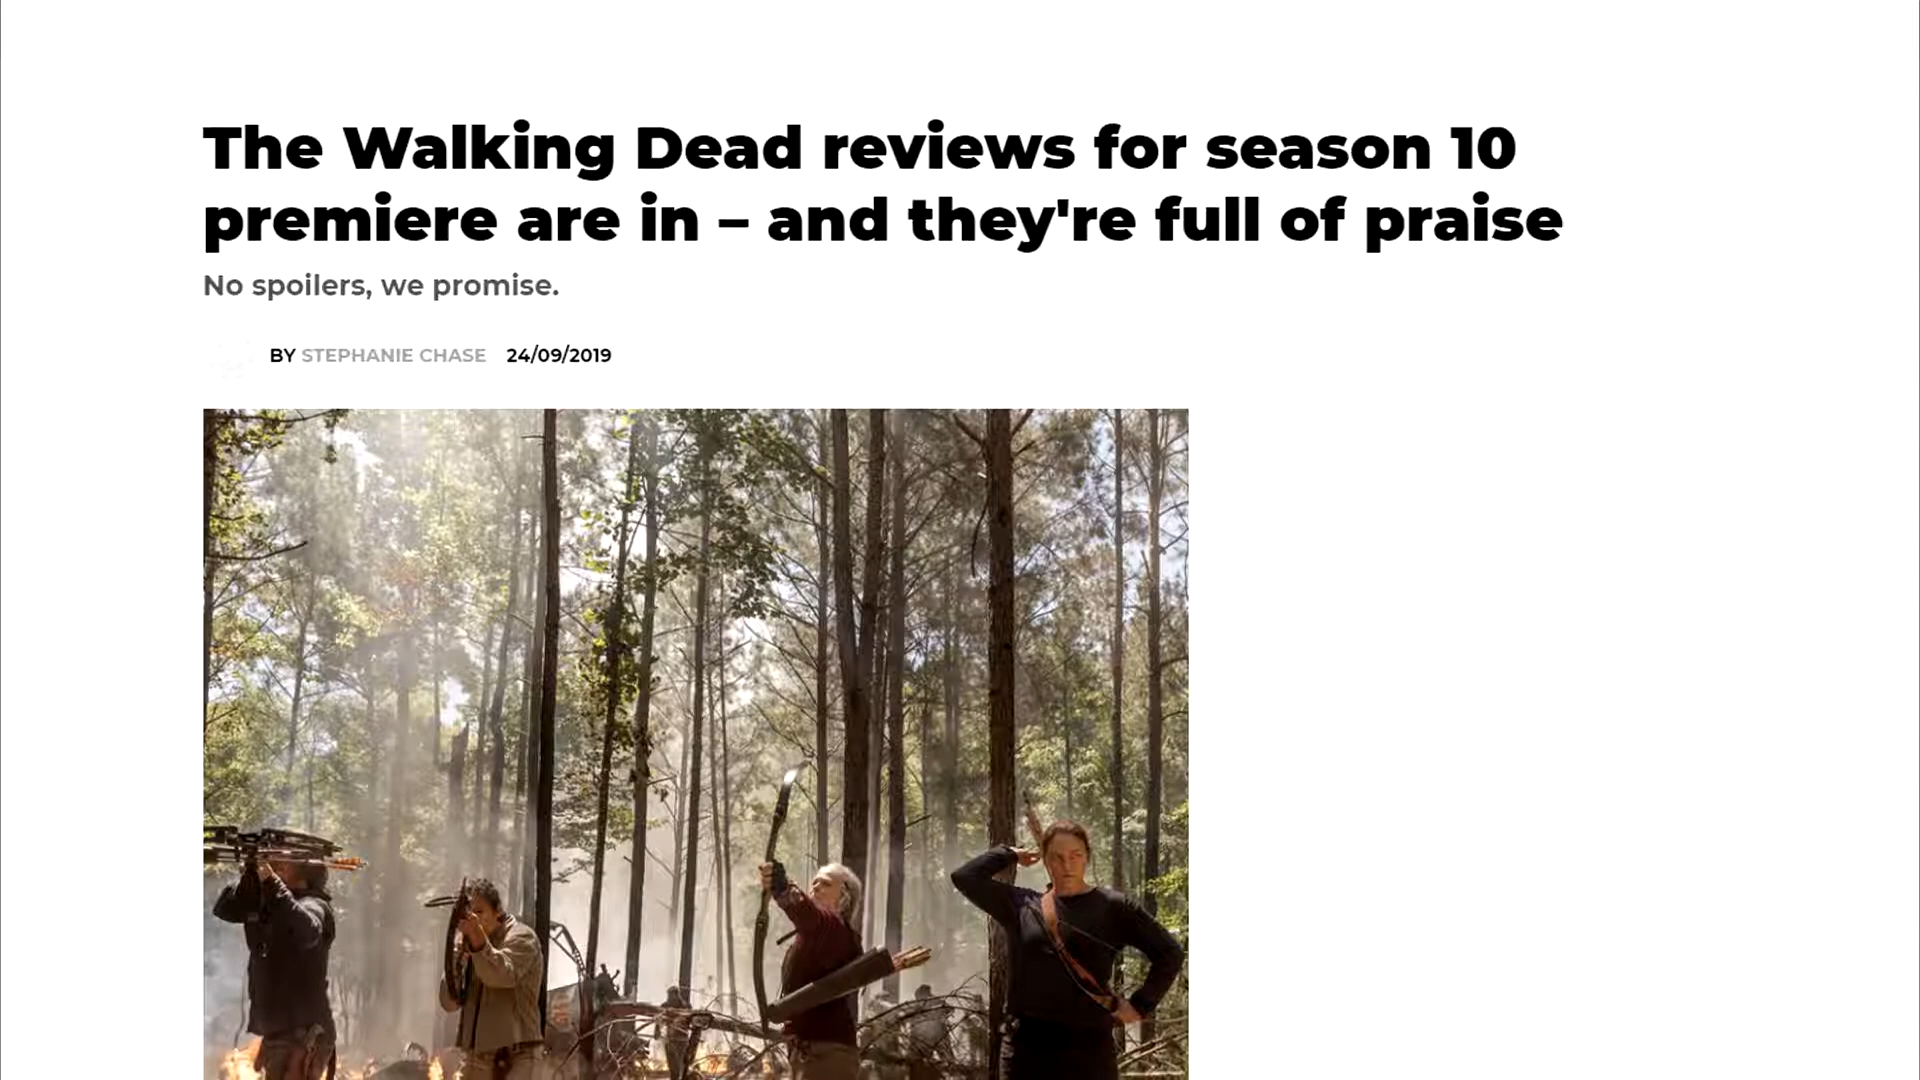 The Walking Dead reviews for season 10
premiere are in – and they're full of praise
No spoilers, we promise.
BY STEPHANIE CHASE 24/09/2019